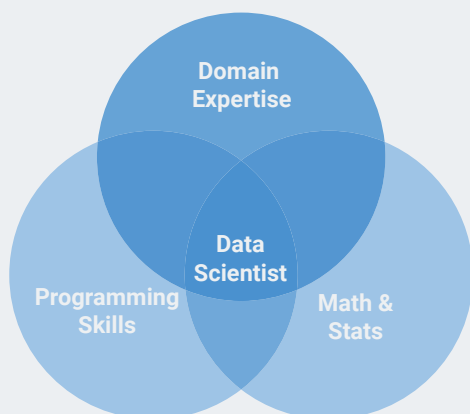 Domain
Expertise
Data
Scientist
Programming
Skills
Math &
Stats